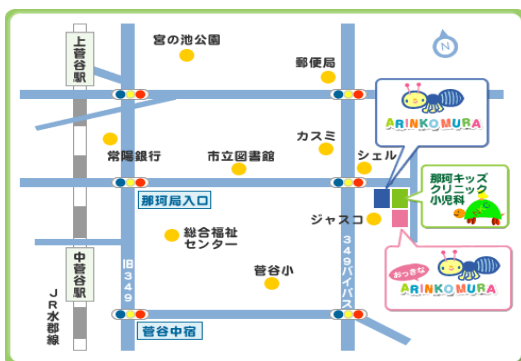 宮の池公園
N
上菅谷駅
郵便局
ARINKO MURA
常陽銀行
市立図書館
カスミ
シェル
那珂局入口
那珂キッズ
クリニック
小児科
ジャスコ
総合福祉
センター
旧349
349バイパス
中菅谷駅
菅谷小
おっきな
ARINKO MURA
JR水郡線
菅谷中宿